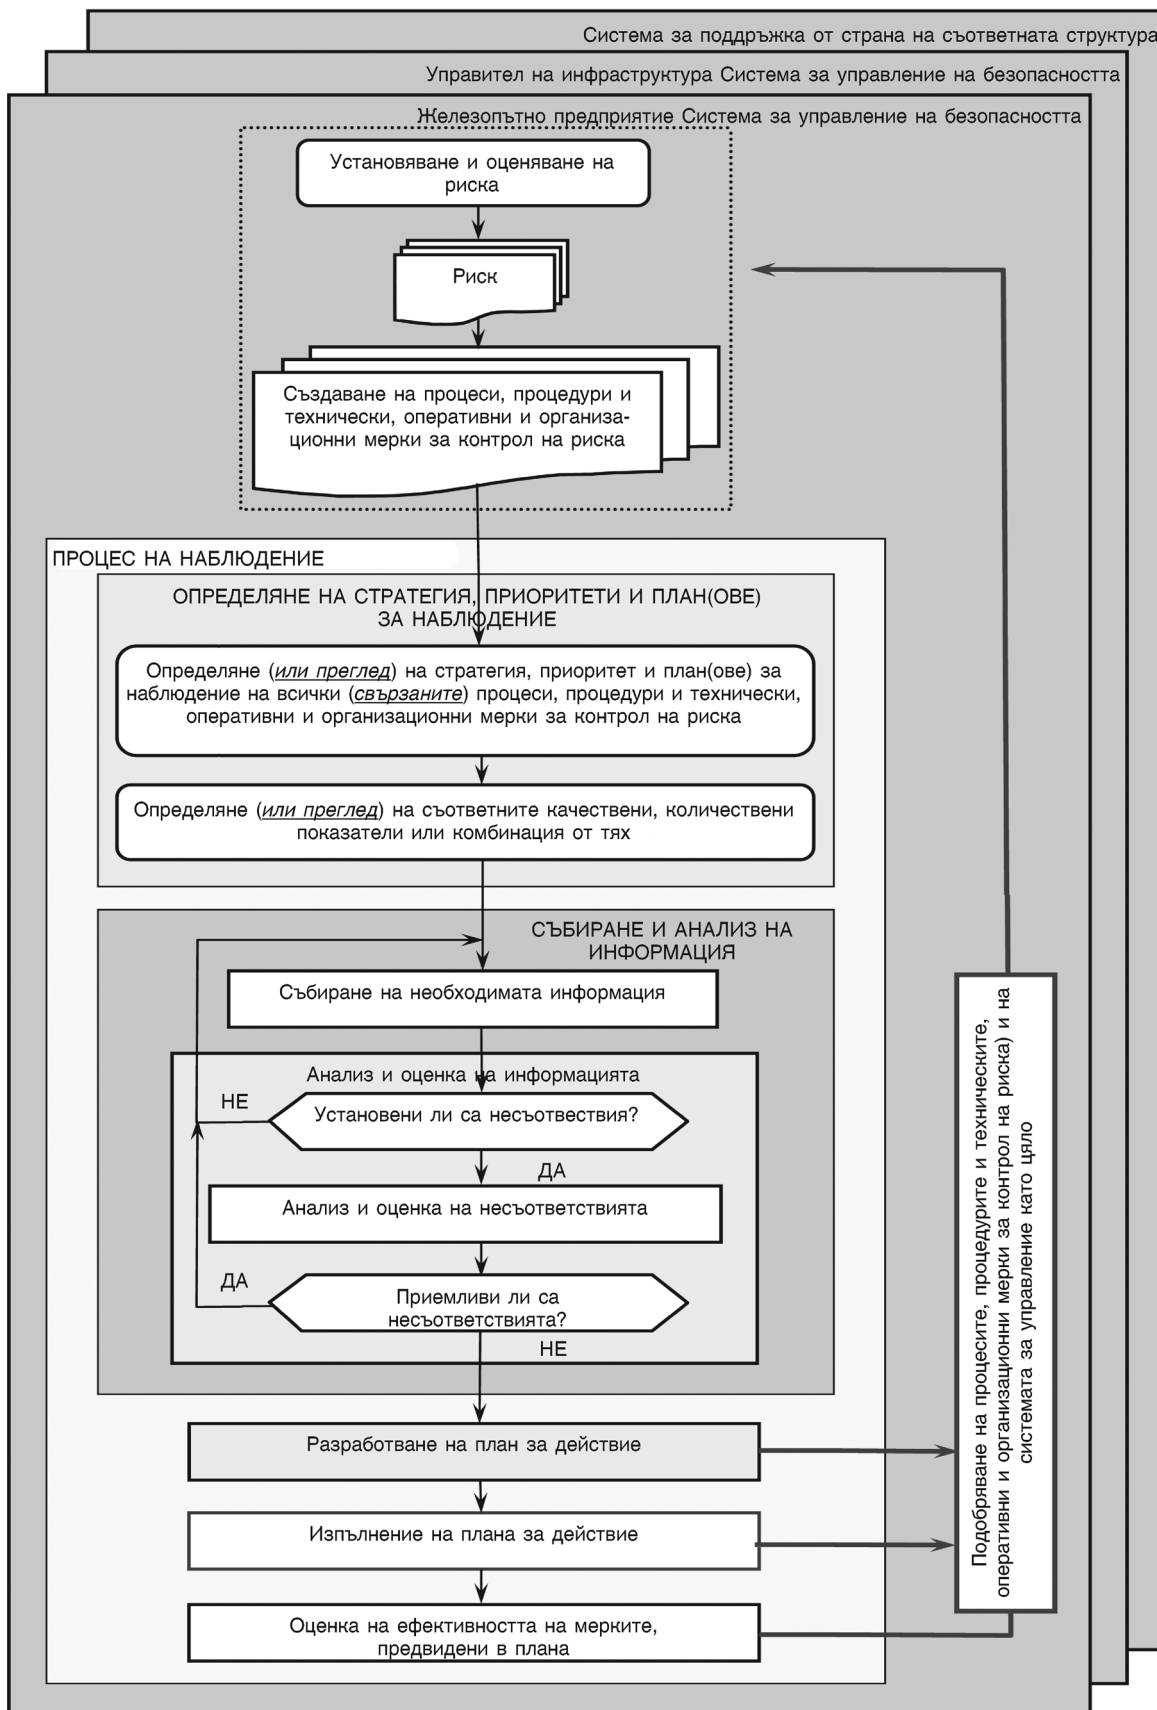 Система за поддръжка от страна на съответната структура
Управител на инфраструктура Система за управление на безопасността
Железопътно предприятие Система за управление на безопасността
Установяване и оценяване на
риска
Риск
Създаване на процеси, процедури и
технически, оперативни и организа-
ционни мерки за контрол на риска
ПРОЦЕС НА НАБЛЮДЕНИЕ
ОПРЕДЕЛЯНЕ НА СТРАТЕГИЯ, ПРИОРИТЕТИ И ПЛАН(ОВЕ)
ЗА НАБЛЮДЕНИЕ
Определяне (или преглед) на стратегия, приоритет и план(ове) за
наблюдение на всички (свързаните) процеси, процедури и технически,
оперативни и организационни мерки за контрол на риска
Определяне (или преглед) на съответните качествени, количествени
показатели или комбинация от тях
СЪБИРАНЕ И АНАЛИЗ НА
ИНФОРМАЦИЯ
Събиране на необходимата информация
Анализ и оценка на информацията
НЕ
Установени ли са несъотвествия?
ДА
Анализ и оценка на несъответствията
ДА
Приемливи ли са
несъответствията?
НЕ
Разработване на план за действие
Изпълнение на плана за действие
Оценка на ефективността на мерките,
предвидени в плана
Подобряване на процесите, процедурите и техническите,
оперативни и организационни мерки за контрол на риска) и на
системата за управление като цяло